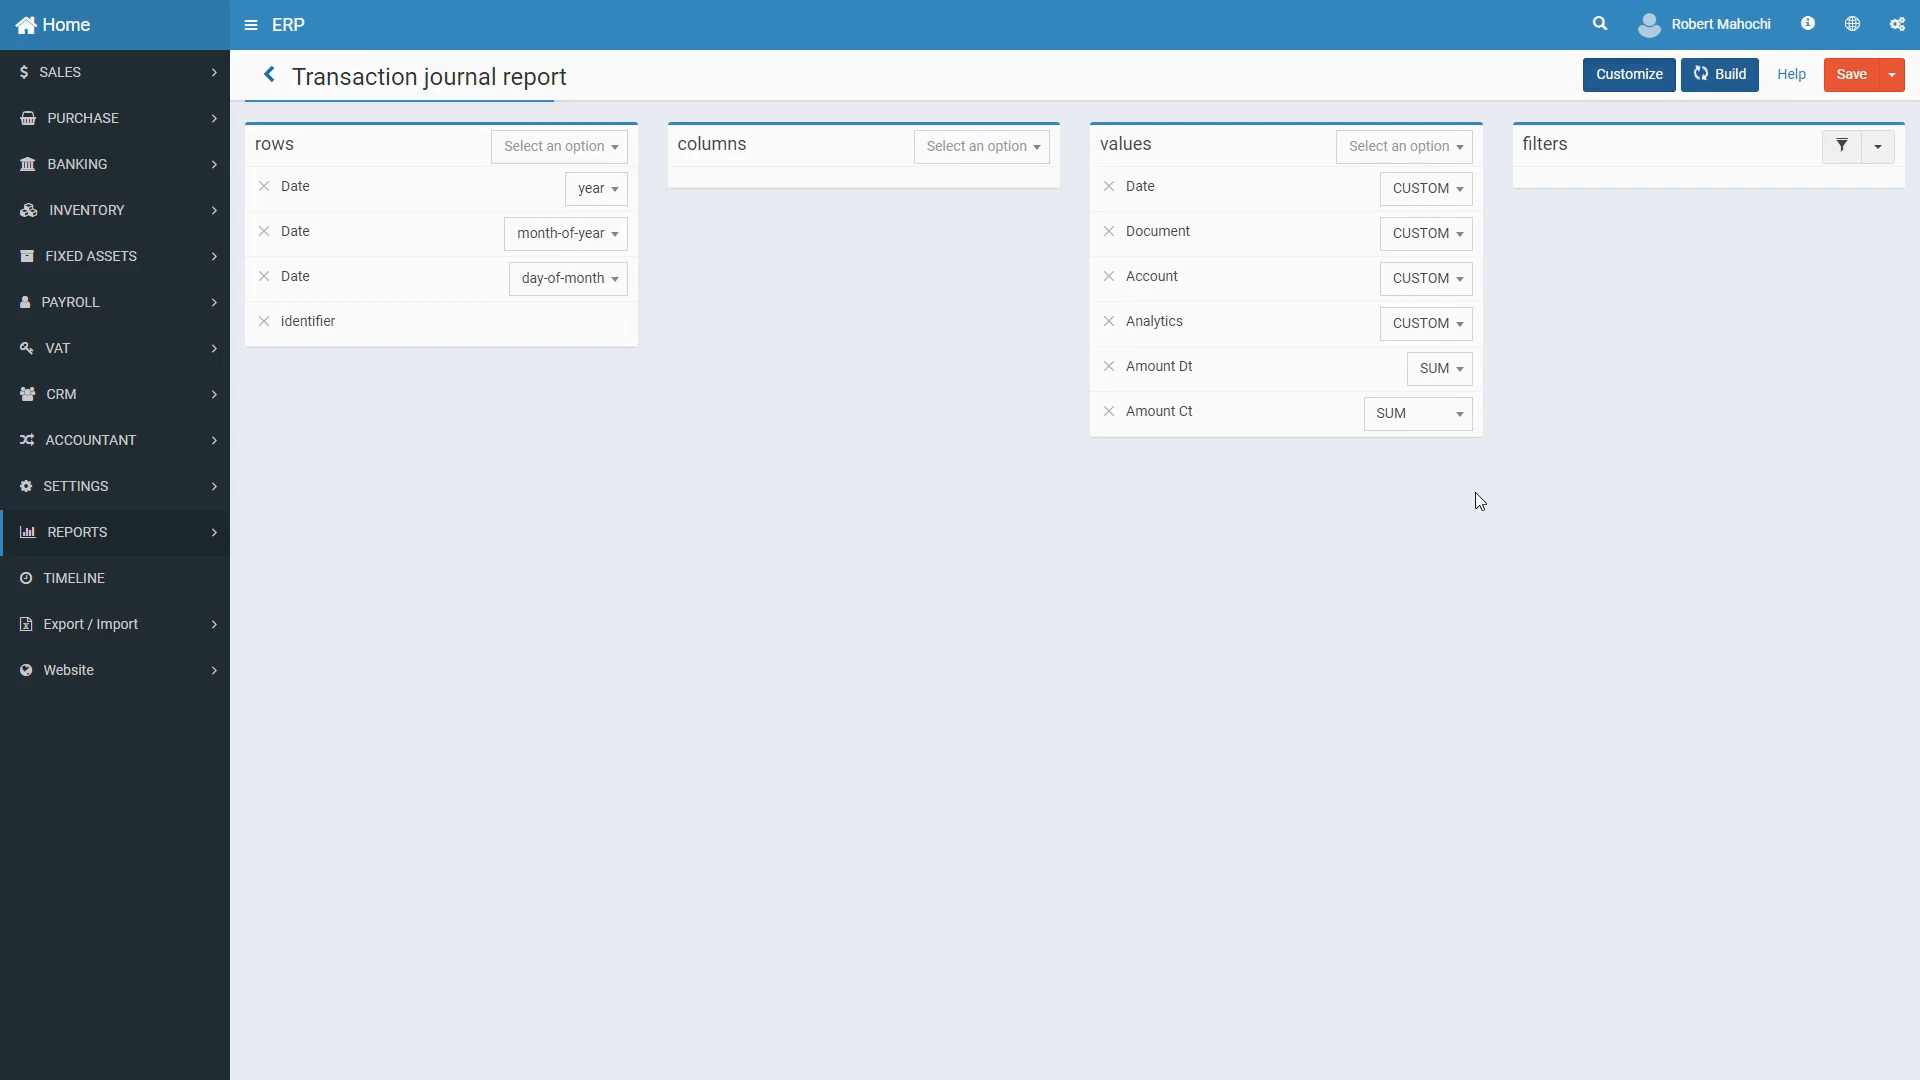 Home
ERP
Robert Mahochi
SALES
PURCHASE
BANKING
INVENTORY
FIXED ASSETS
PAYROLL
VAT
CRM
ACCOUNTANT
SETTINGS
REPORTS
TIMELINE
Export / Import
Website
Transaction journal report
Customize
Build
Help
Save
rows
Select an option
Date
year
Date
month-of-year
Date
day-of-month
identifier
columns
Select an option
values
Select an option
Date
CUSTOM
Document
CUSTOM
Account
CUSTOM
Analytics
CUSTOM
Amount Dt
SUM
Amount Ct
SUM
filters